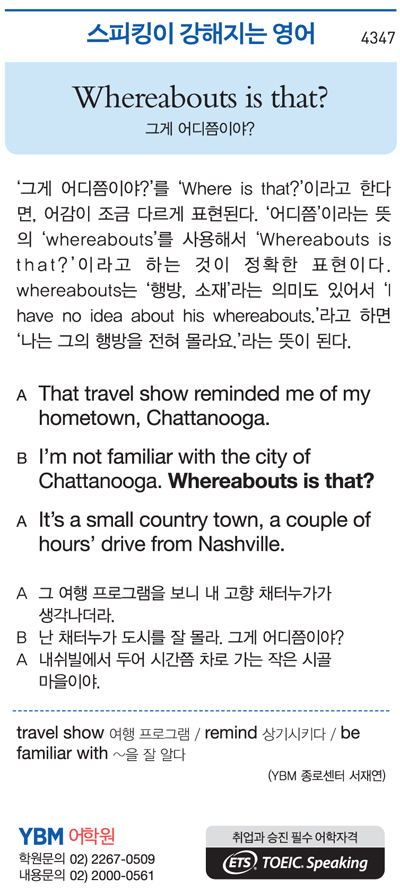 스피킹이 강해지는 영어 4347
Whereabouts is that?
그게 어디쯤이야?
‘그게 어디쯤이야?’를 ‘Where is that?’이라고 한다
면, 어감이 조금 다르게 표현된다. ‘어디쯤’이라는 뜻
의 ‘whereabouts’를 사용해서 ‘Whereabouts is
that?’이라고 하는 것이 정확한 표현이다.
whereabouts는 ‘행방, 소재’라는 의미도 있어서 ‘I
have no idea about his whereabouts.’라고 하면
‘나는 그의 행방을 전혀 몰라요.’라는 뜻이 된다.
A That travel show reminded me of my
hometown, Chattanooga.
B I’m not familiar with the city of
Chattanooga. Whereabouts is that?
A It’s a small country town, a couple of
hours’ drive from Nashville.
A 그 여행 프로그램을 보니 내 고향 채터누가가
생각나더라.
B 난 채터누가 도시를 잘 몰라. 그게 어디쯤이야?
A 내쉬빌에서 두어 시간쯤 차로 가는 작은 시골
마을이야.
travel show 여행 프로그램 / remind 상기시키다 / be
familiar with ～을 잘 알다
(YBM 종로센터 서재연)
YBM 어학원
학원문의 02) 2267-0509
내용문의 02) 2000-0561
취업과 승진 필수 어학자격
ETS TOEIC. Speaking